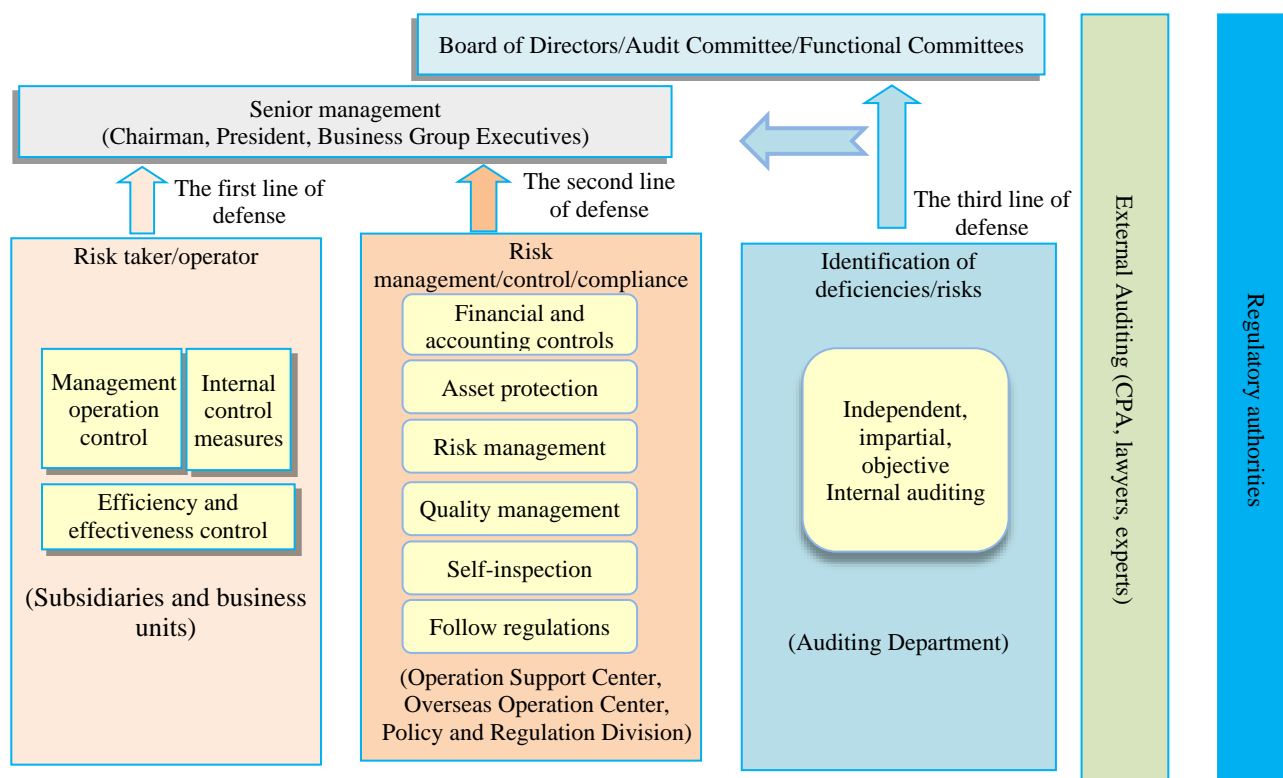 Board of Directors/Audit Committee/Functional Committees
Senior management
(Chairman, President, Business Group Executives)
The first line of
defense
The second line
of defense
The third line of
defense
Risk taker/operator
Management
operation
control
Internal
control
measures
Efficiency and
effectiveness control
(Subsidiaries and business
units)
Risk
management/control/compliance
Financial and
accounting controls
Asset protection
Risk management
Quality management
Self-inspection
Follow regulations
(Operation Support Center,
Overseas Operation Center,
Policy and Regulation Division)
Identification of
deficiencies/risks
Independent,
impartial,
objective
Internal auditing
(Auditing Department)
External Auditing (CPA, lawyers, experts)
Regulatory authorities